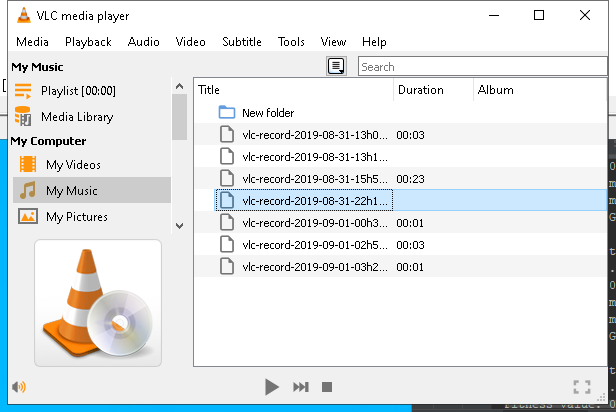 VLC media player
Media Playback Audio Video Subtitle Tools View Help
My Music
Search
Playlist [00:00]
Media Library
My Computer
My Videos
My Music
My Pictures
Title Duration Album
New folder
vlc-record-2019-08-31-13h0... 00:03
vlc-record-2019-08-31-13h1...
vlc-record-2019-08-31-15h5... 00:23
vlc-record-2019-08-31-22h1...
vlc-record-2019-09-01-00h3... 00:01
vlc-record-2019-09-01-02h5... 00:03
vlc-record-2019-09-01-03h2... 00:01